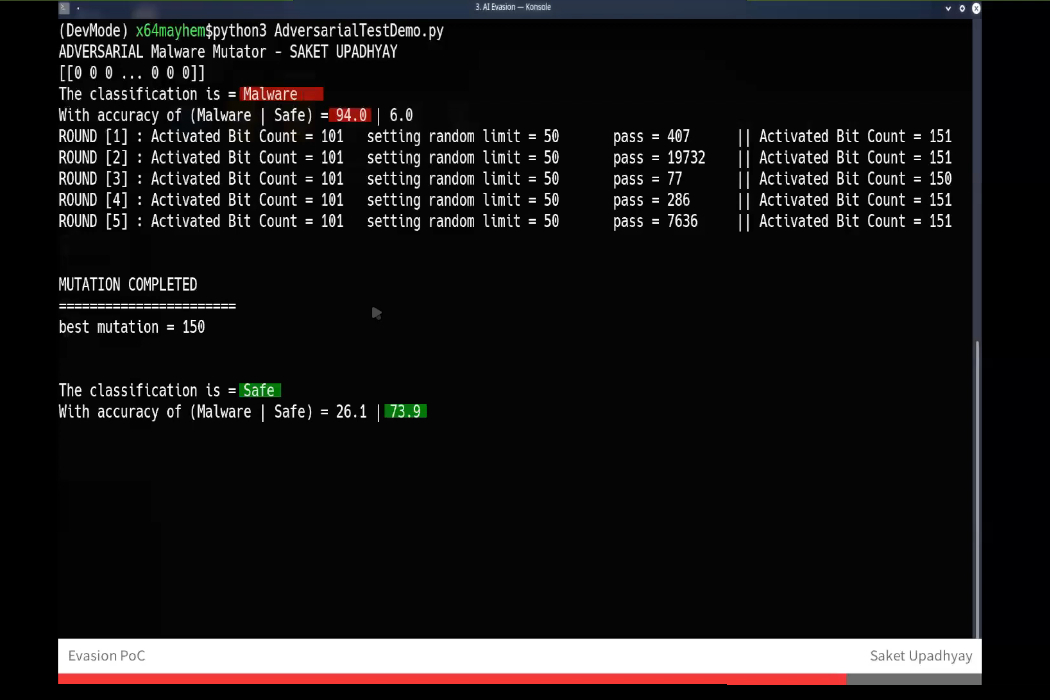 3. AI Evasion — Konsole
(DevMode) x64mayhem$python3 AdversarialTestDemo.py
ADVERSARIAL Malware Mutator - SAKET UPADHYAY
[[0 0 0 ... 0 0 0]]
The classification is = Malware
With accuracy of (Malware | Safe) = 94.0 | 6.0
ROUND [1] : Activated Bit Count = 101 setting random limit = 50 pass = 407 || Activated Bit Count = 151
ROUND [2] : Activated Bit Count = 101 setting random limit = 50 pass = 19732 || Activated Bit Count = 151
ROUND [3] : Activated Bit Count = 101 setting random limit = 50 pass = 77 || Activated Bit Count = 150
ROUND [4] : Activated Bit Count = 101 setting random limit = 50 pass = 286 || Activated Bit Count = 151
ROUND [5] : Activated Bit Count = 101 setting random limit = 50 pass = 7636 || Activated Bit Count = 151
MUTATION COMPLETED
=======================
best mutation = 150
The classification is = Safe
With accuracy of (Malware | Safe) = 26.1 | 73.9
Evasion PoC
Saket Upadhyay